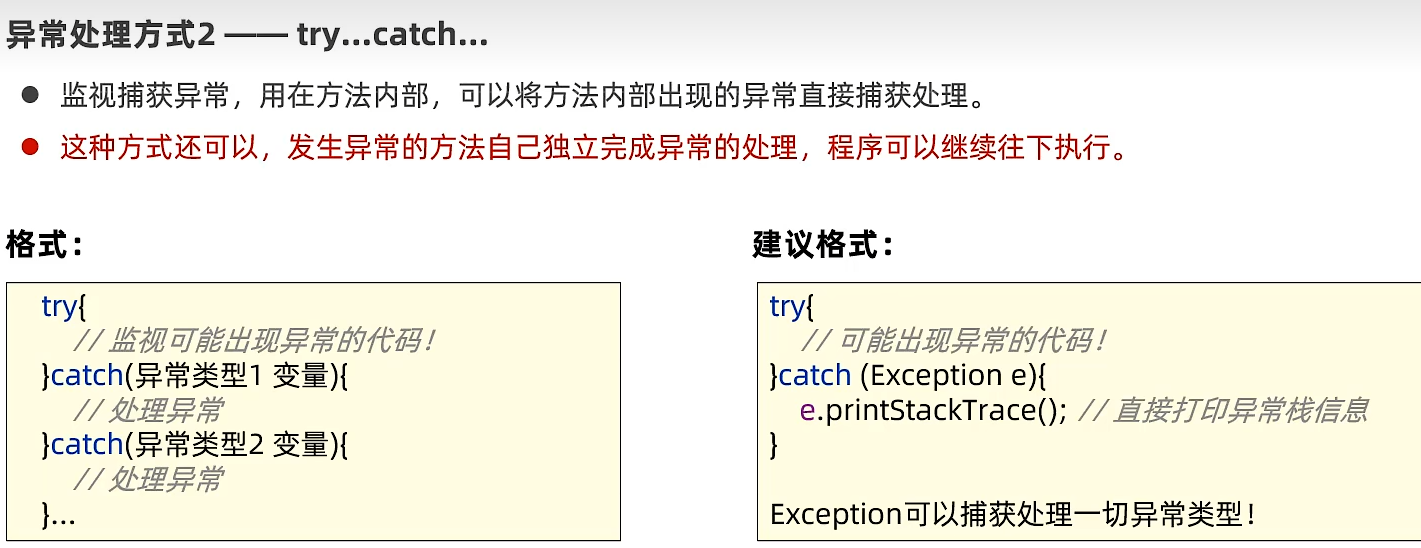 异常处理方式2 —— try...catch...
● 监视捕获异常，用在方法内部，可以将方法内部出现的异常直接捕获处理。
● 这种方式还可以，发生异常的方法自己独立完成异常的处理，程序可以继续往下执行。
格式：
try{
// 监视可能出现异常的代码！
}catch(异常类型1 变量){
// 处理异常
}catch(异常类型2 变量){
// 处理异常
}...
建议格式：
try{
// 可能出现异常的代码！
}catch (Exception e){
e.printStackTrace(); // 直接打印异常栈信息
}
Exception可以捕获处理一切异常类型！